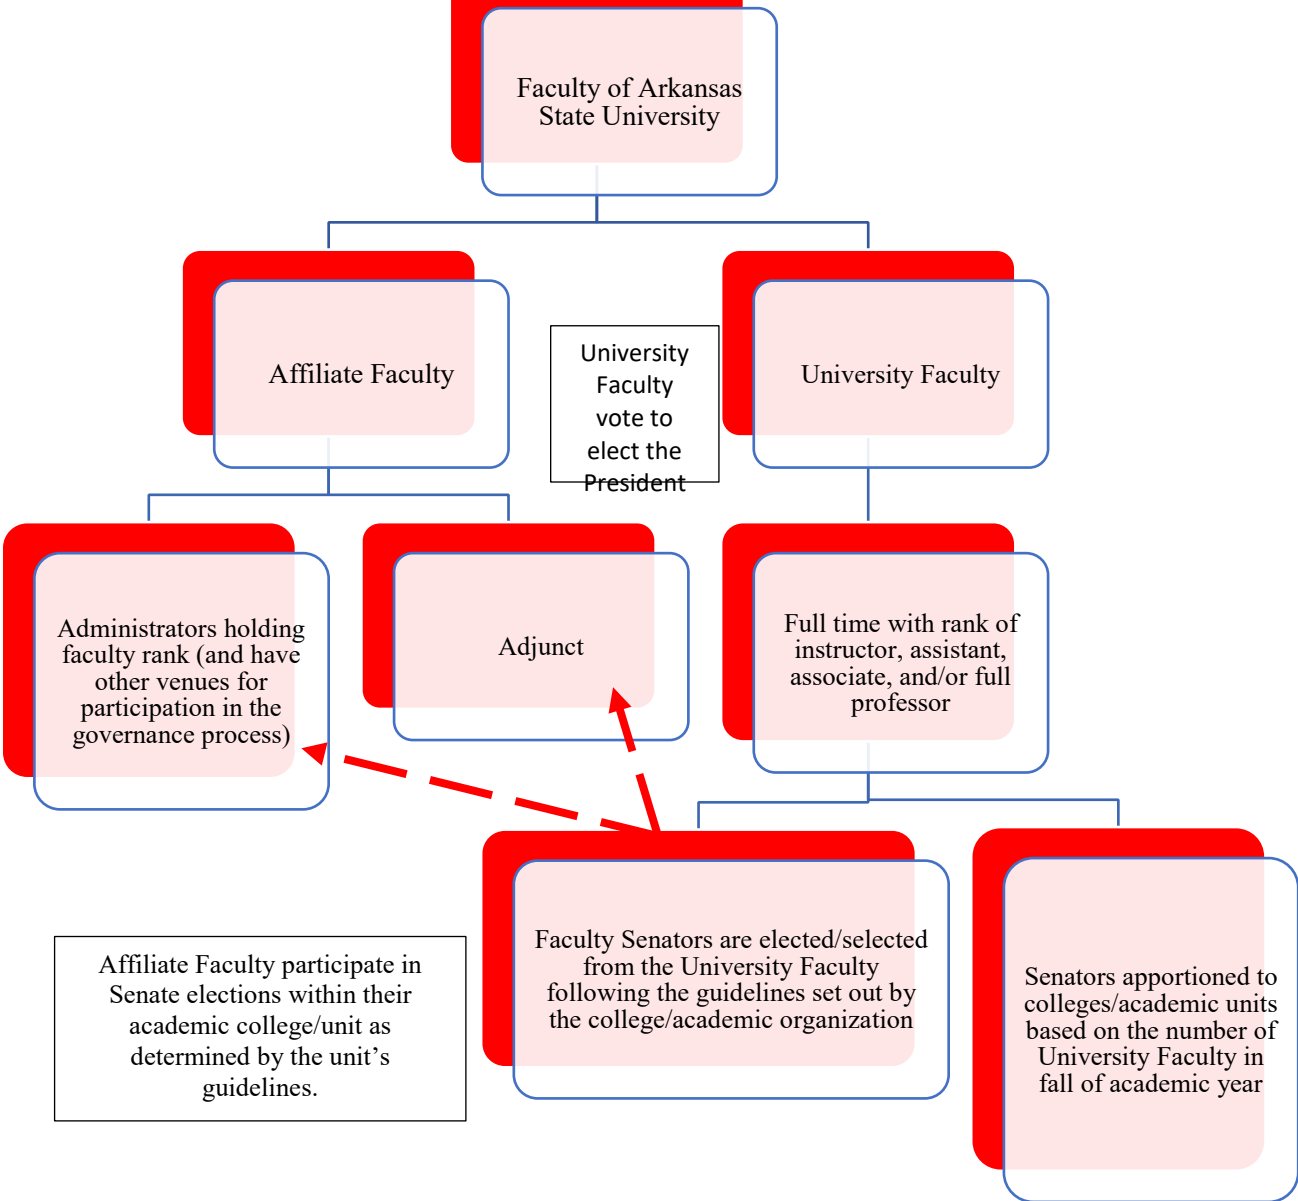 Faculty of Arkansas
State University
Affiliate Faculty
University
Faculty
vote to
elect the
President
University Faculty
Administrators holding
faculty rank (and have
other venues for
participation in the
governance process)
Adjunct
Full time with rank of
instructor, assistant,
associate, and/or full
professor
Affiliate Faculty participate in
Senate elections within their
academic college/unit as
determined by the unit’s
guidelines.
Faculty Senators are elected/selected
from the University Faculty
following the guidelines set out by
the college/academic organization
Senators apportioned to
colleges/academic units
based on the number of
University Faculty in
fall of academic year